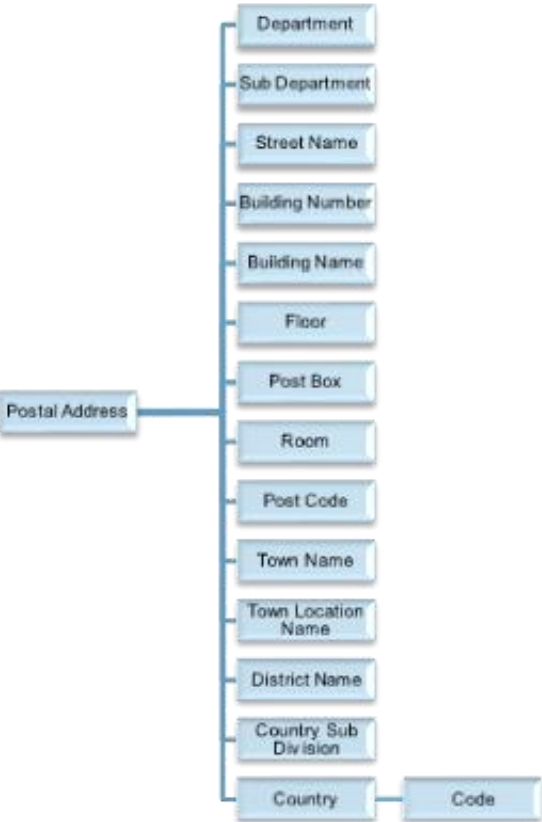 Department
Sub Department
Street Name
Building Number
Building Name
Floor
Post Box
Postal Address
Room
Post Code
Town Name
Town Location
Name
District Name
Country Sub
Division
Country
Code